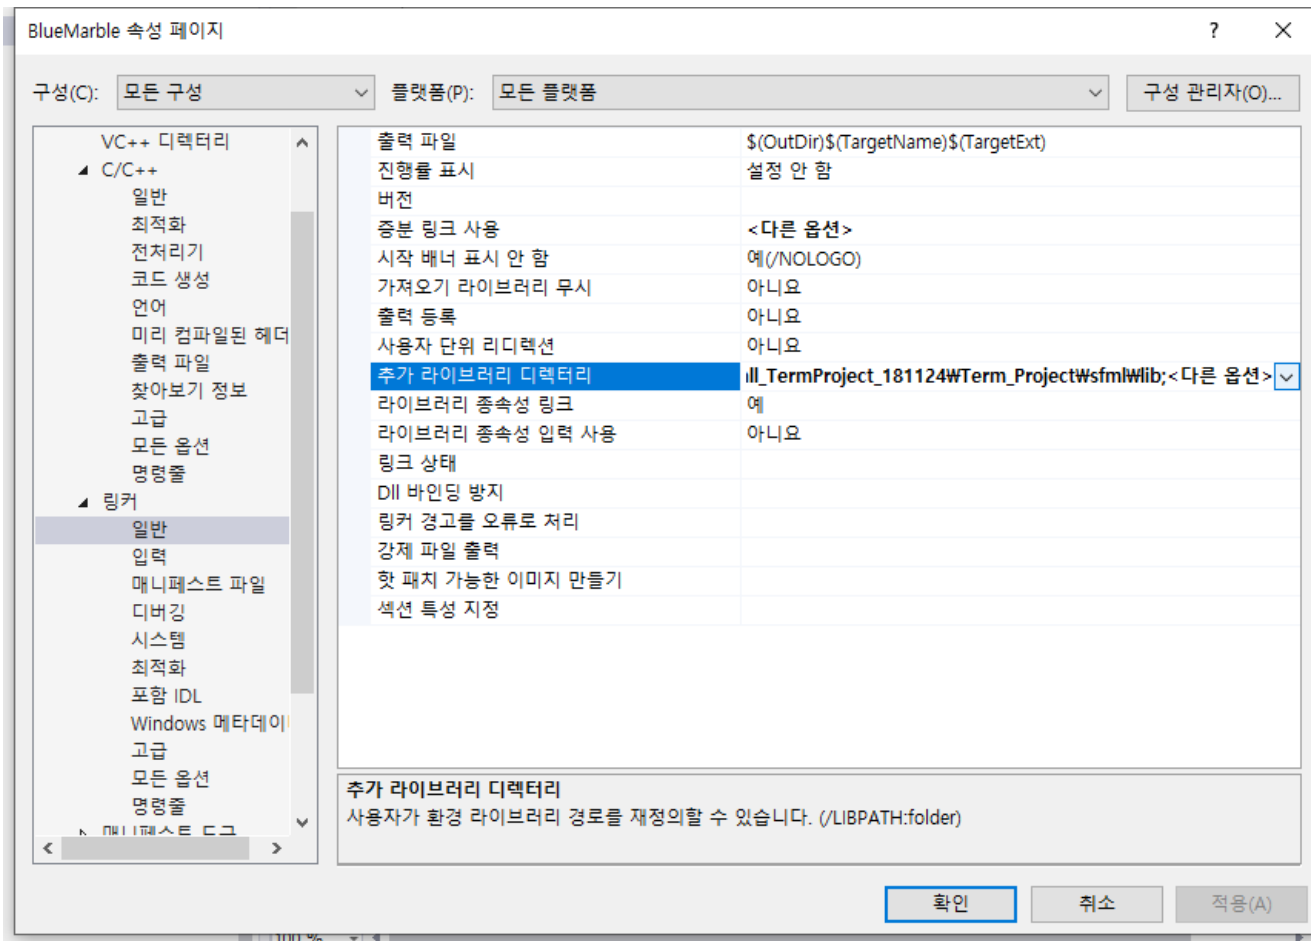 BlueMarble 속성 페이지
?
구성(C): 모든 구성 플랫폼(P): 모든 플랫폼 구성 관리자(O)...
VC++ 디렉터리
C/C++
일반
최적화
전처리기
코드 생성
언어
미리 컴파일된 헤더
출력 파일
찾아보기 정보
고급
모든 옵션
명령줄
링커
일반
입력
매니페스트 파일
디버깅
시스템
최적화
포함 IDL
Windows 메타데이
고급
모든 옵션
명령줄
매니페스트 도구
출력 파일 $(OutDir)$(TargetName)$(TargetExt)
진행률 표시 설정 안 함
버전
증분 링크 사용 <다른 옵션>
시작 배너 표시 안 함 예(/NOLOGO)
가져오기 라이브러리 무시 아니요
출력 등록 아니요
사용자 단위 리디렉션 아니요
추가 라이브러리 디렉터리 ll_TermProject_181124₩Term_Project₩sfml₩lib;<다른 옵션>
라이브러리 종속성 링크 예
라이브러리 종속성 입력 사용 아니요
링크 상태
Dll 바인딩 방지
링커 경고를 오류로 처리
강제 파일 출력
핫 패치 가능한 이미지 만들기
섹션 특성 지정
추가 라이브러리 디렉터리
사용자가 환경 라이브러리 경로를 재정의할 수 있습니다. (/LIBPATH:folder)
확인 취소 적용(A)
100 %